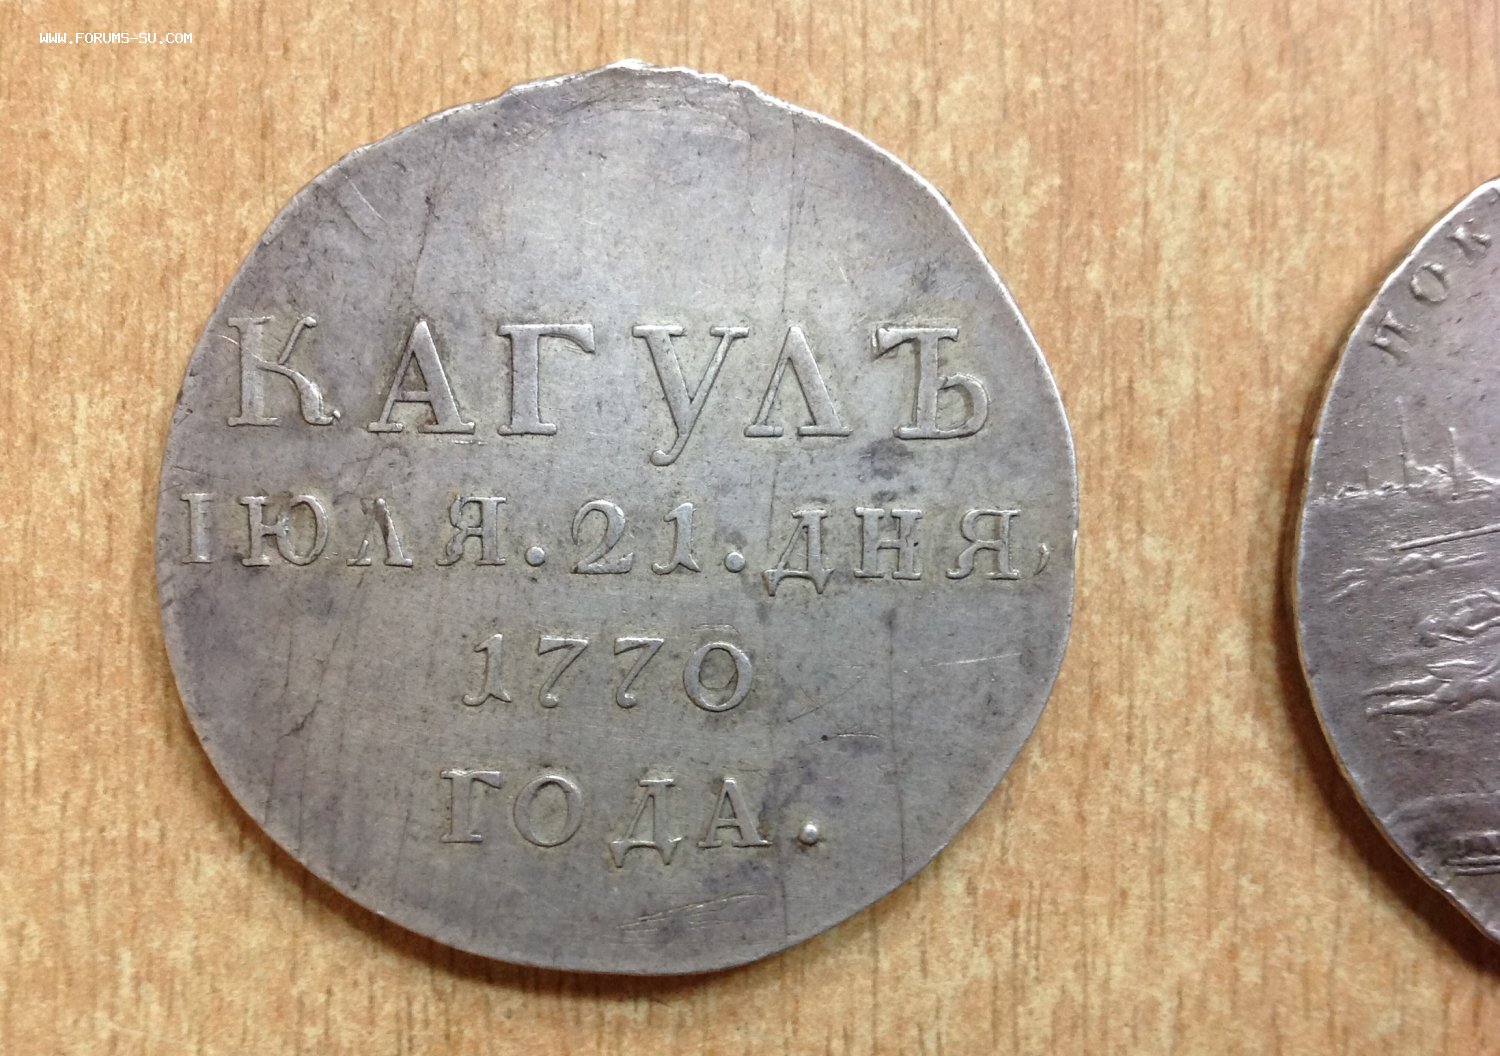 WWW.FORUMS-SU.COM
КАГУЛЪ
ІЮЛЯ. 21. ДНЯ,
1770
ГОДА.